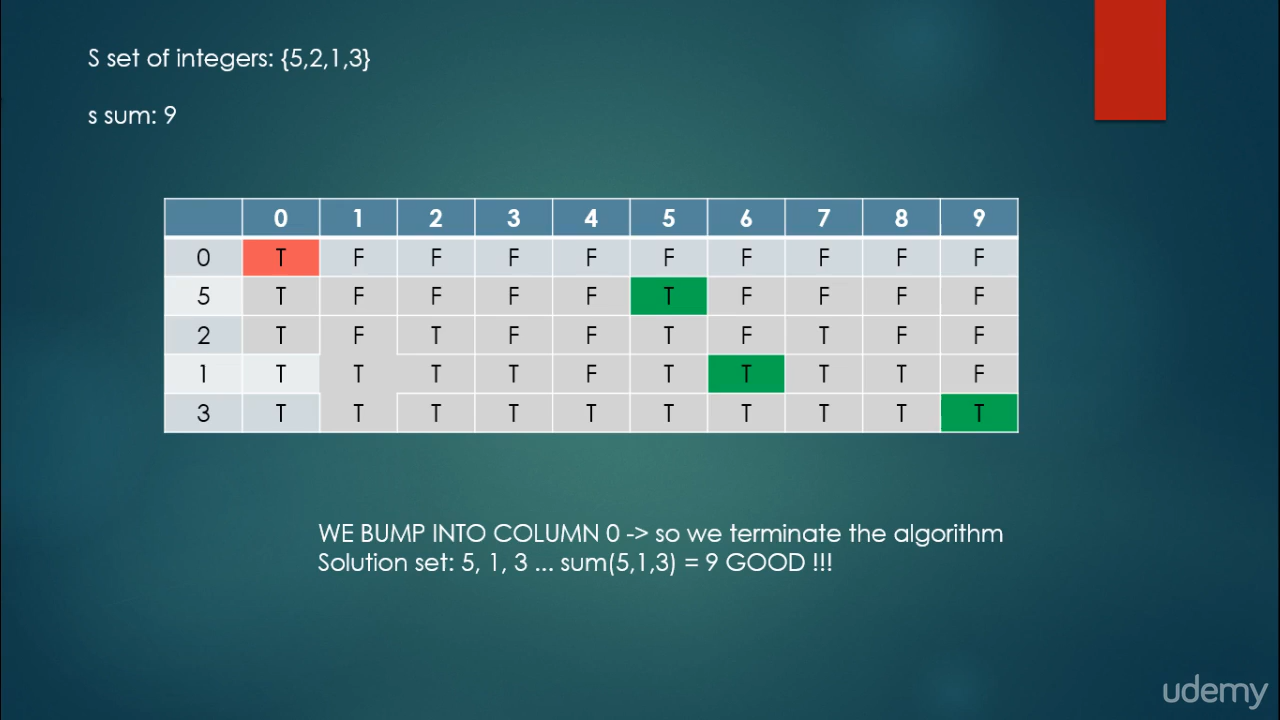 S set of integers: {5,2,1,3}
s sum: 9
0 1 2 3 4 5 6 7 8 9
0 T F F F F F F F F F
5 T F F F F T F F F F
2 T F T F F T F T F F
1 T T T T F T T T T F
3 T T T T T T T T T T
WE BUMP INTO COLUMN 0 -> so we terminate the algorithm
Solution set: 5, 1, 3 ... sum(5,1,3) = 9 GOOD !!!
udemy